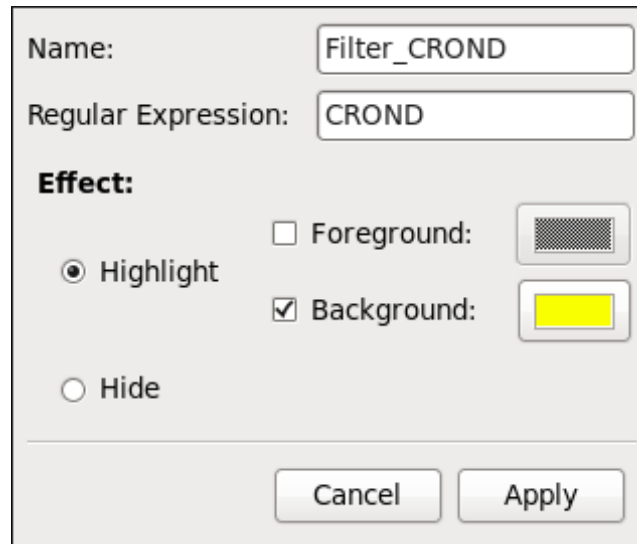 Name: Filter_CROND
Regular Expression: CROND
Effect:
Foreground:
Highlight
Background:
Hide
Cancel Apply